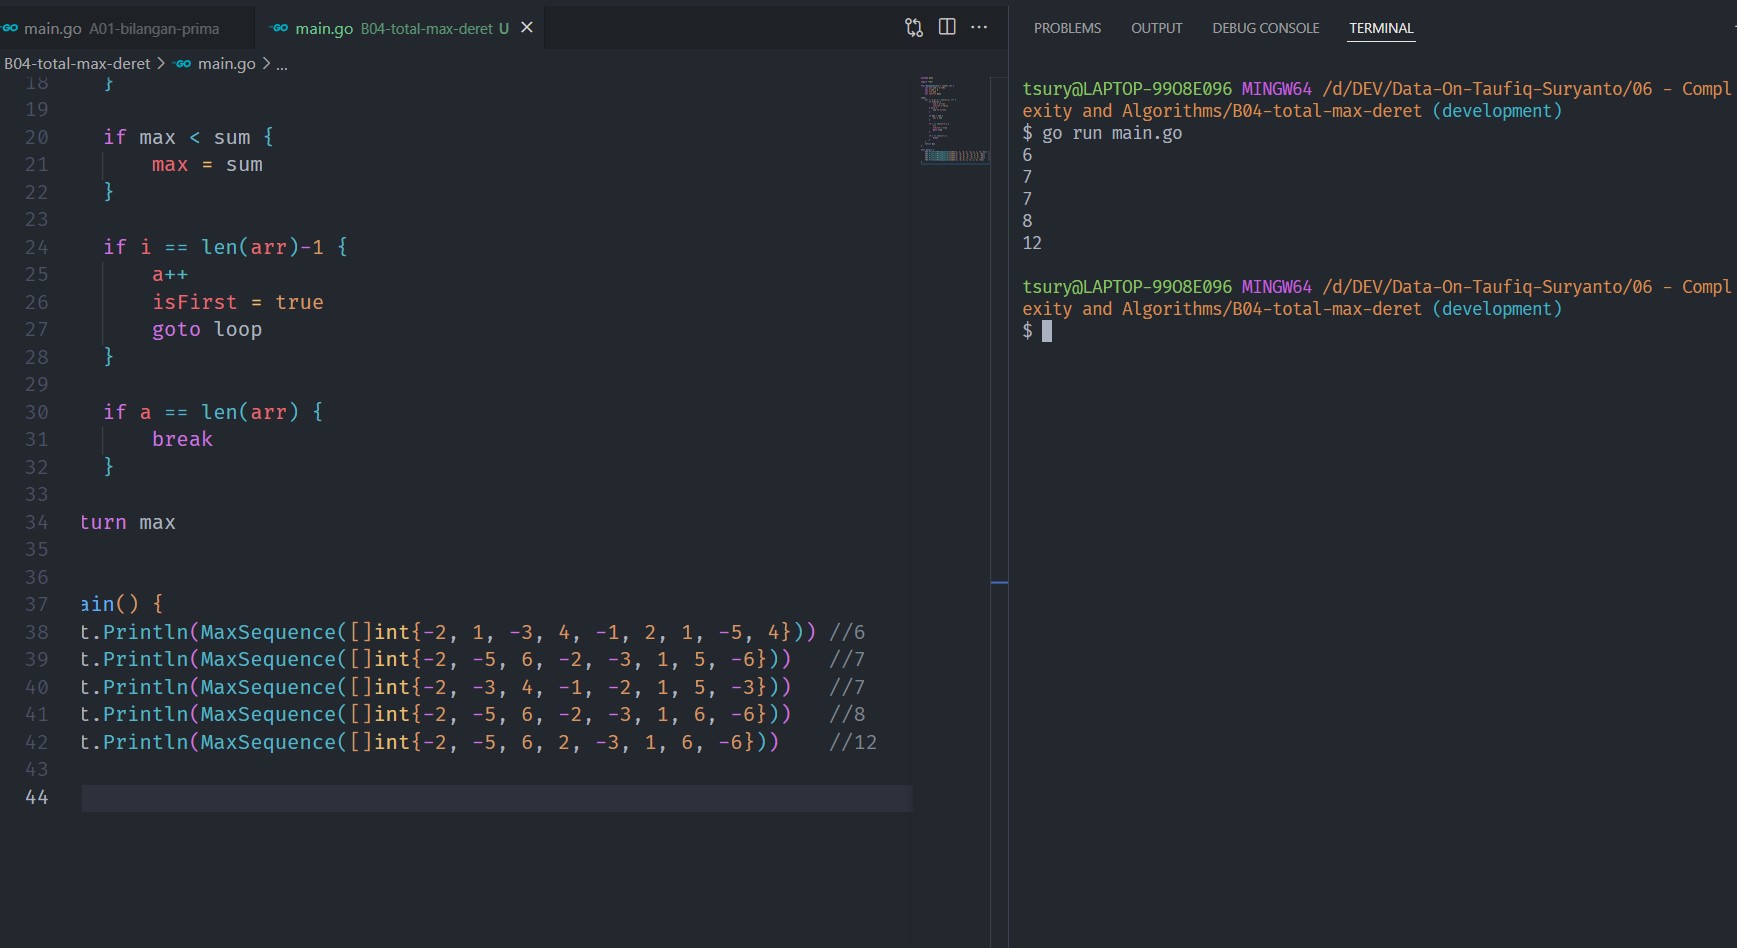 main.go A01-bilangan-prima
main.go B04-total-max-deret U
B04-total-max-deret > main.go > ...
18 }
19
20 if max < sum {
21 max = sum
22 }
23
24 if i == len(arr)-1 {
25 a++
26 isFirst = true
27 goto loop
28 }
29
30 if a == len(arr) {
31 break
32 }
33
34 turn max
35
36
37 ain() {
38 t.Println(MaxSequence([]int{-2, 1, -3, 4, -1, 2, 1, -5, 4})) //6
39 t.Println(MaxSequence([]int{-2, -5, 6, -2, -3, 1, 5, -6})) //7
40 t.Println(MaxSequence([]int{-2, -3, 4, -1, -2, 1, 5, -3})) //7
41 t.Println(MaxSequence([]int{-2, -5, 6, -2, -3, 1, 6, -6})) //8
42 t.Println(MaxSequence([]int{-2, -5, 6, 2, -3, 1, 6, -6})) //12
43
44
PROBLEMS OUTPUT DEBUG CONSOLE TERMINAL
tsury@LAPTOP-99O8E096 MINGW64 /d/DEV/Data-On-Taufiq-Suryanto/06 - Compl
exity and Algorithms/B04-total-max-deret (development)
$ go run main.go
6
7
7
8
12
tsury@LAPTOP-99O8E096 MINGW64 /d/DEV/Data-On-Taufiq-Suryanto/06 - Compl
exity and Algorithms/B04-total-max-deret (development)
$